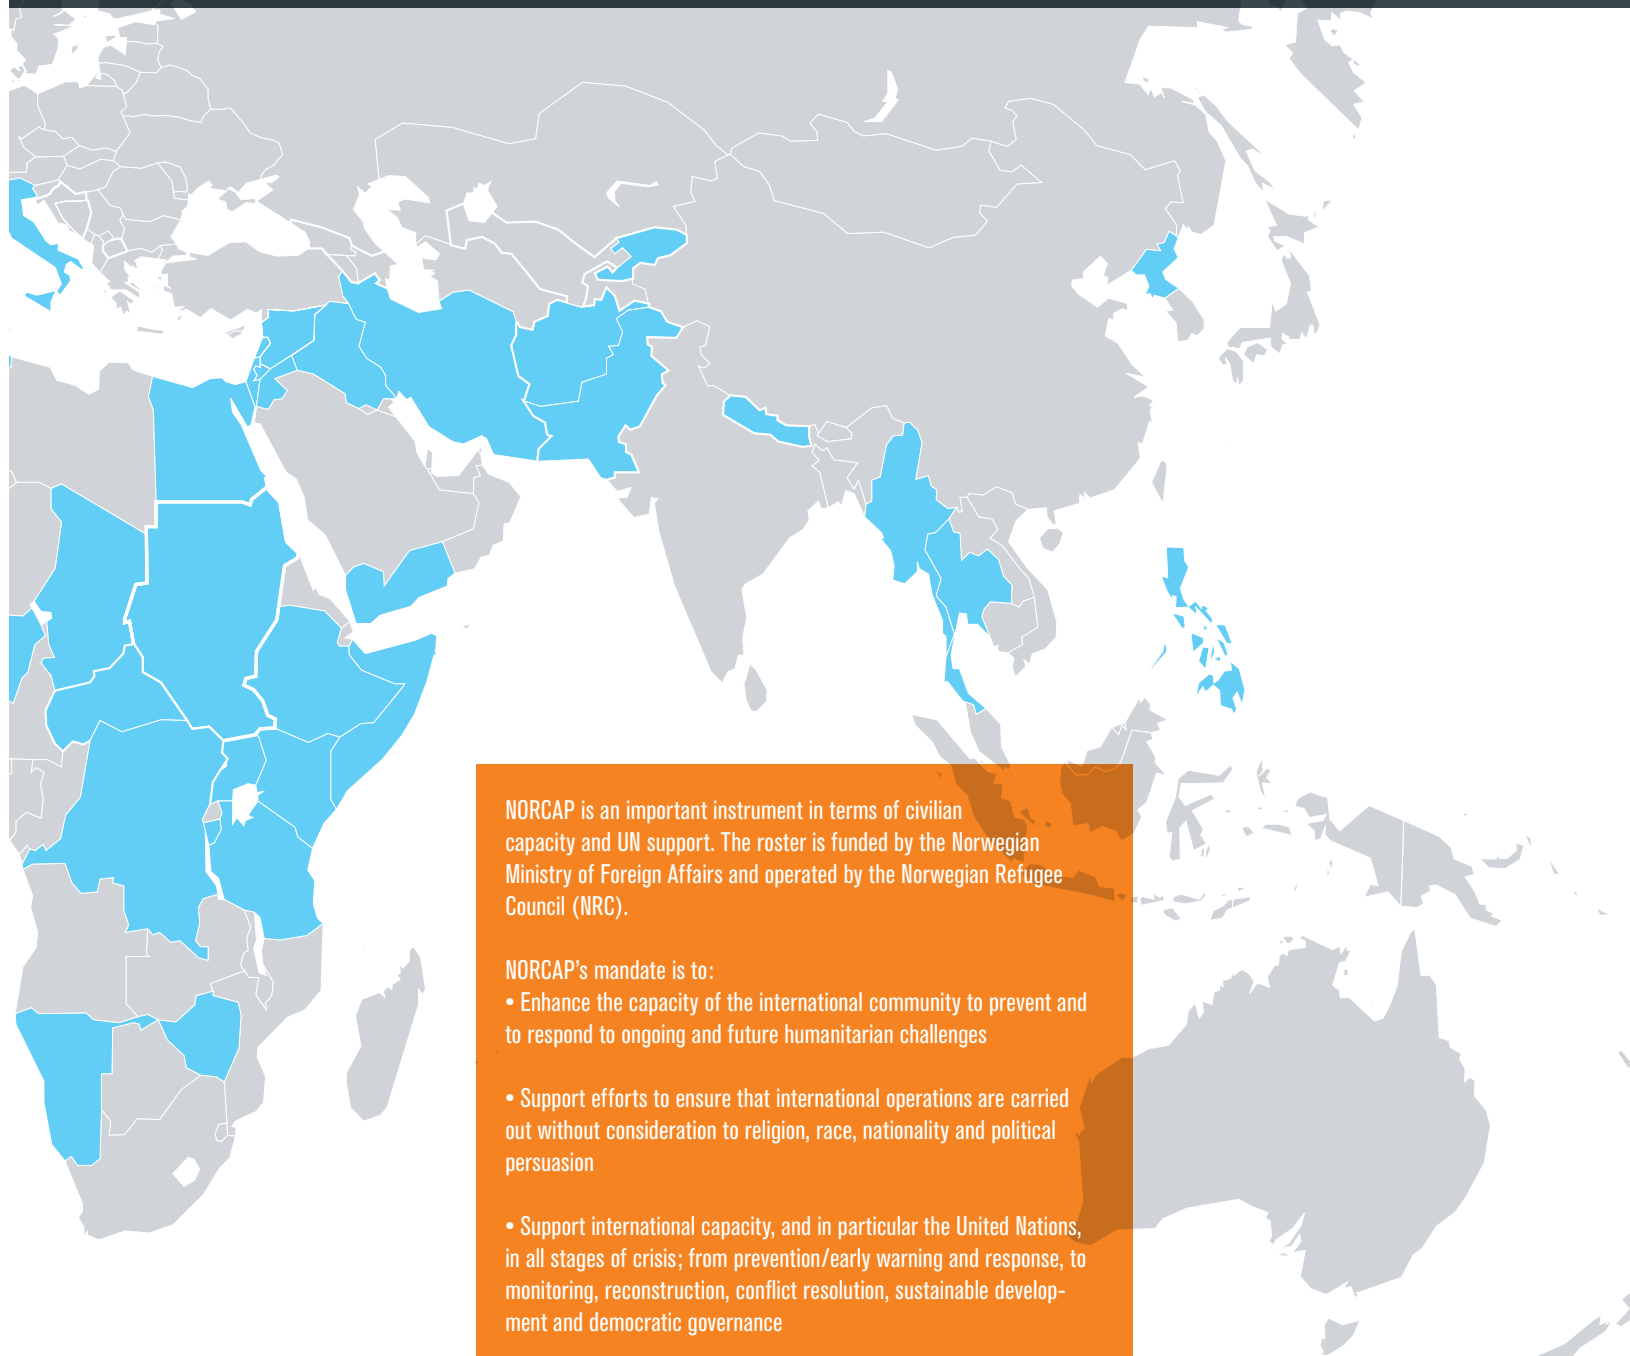 NORCAP is an important instrument in terms of civilian
capacity and UN support. The roster is funded by the Norwegian
Ministry of Foreign Affairs and operated by the Norwegian Refugee
Council (NRC).
NORCAP’s mandate is to:
• Enhance the capacity of the international community to prevent and
to respond to ongoing and future humanitarian challenges
• Support efforts to ensure that international operations are carried
out without consideration to religion, race, nationality and political
persuasion
• Support international capacity, and in particular the United Nations,
in all stages of crisis; from prevention/early warning and response, to
monitoring, reconstruction, conflict resolution, sustainable develop-
ment and democratic governance